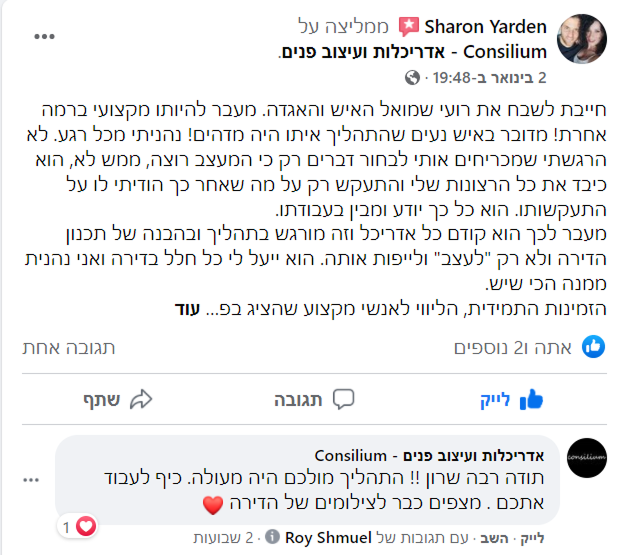 Sharon Yarden ממליצה על
Consilium - אדריכלות ועיצוב פנים.
2 בינואר ב-19:48 ·
חייבת לשבח את רועי שמואל האיש והאגדה. מעבר להיותו מקצועי ברמה
אחרת! מדובר באיש נעים שהתהליך איתו היה מדהים! נהניתי מכל רגע. לא
הרגשתי שמכריחים אותי לבחור דברים רק כי המעצב רוצה, ממש לא, הוא
כיבד את כל הרצונות שלי והתעקש רק על מה שאחר כך הודיתי לו על
התעקשותו. הוא כל כך יודע ומבין בעבודתו.
מעבר לכך הוא קודם כל אדריכל וזה מורגש בתהליך ובהבנה של תכנון
הדירה ולא רק "לעצב" ולייפות אותה. הוא ייעל לי כל חלל בדירה ואני נהנית
ממנה הכי שיש.
הזמינות התמידית, הליווי לאנשי מקצוע שהציג בפ... עוד
אתה ו2 נוספים
תגובה אחת
לייק
תגובה
שתף
consilium
Consilium - אדריכלות ועיצוב פנים
תודה רבה שרון !! התהליך מולכם היה מעולה. כיף לעבוד
אתכם . מצפים כבר לצילומים של הדירה ❤️
1
לייק · השב · עם תגובות של Roy Shmuel · 2 שבועות